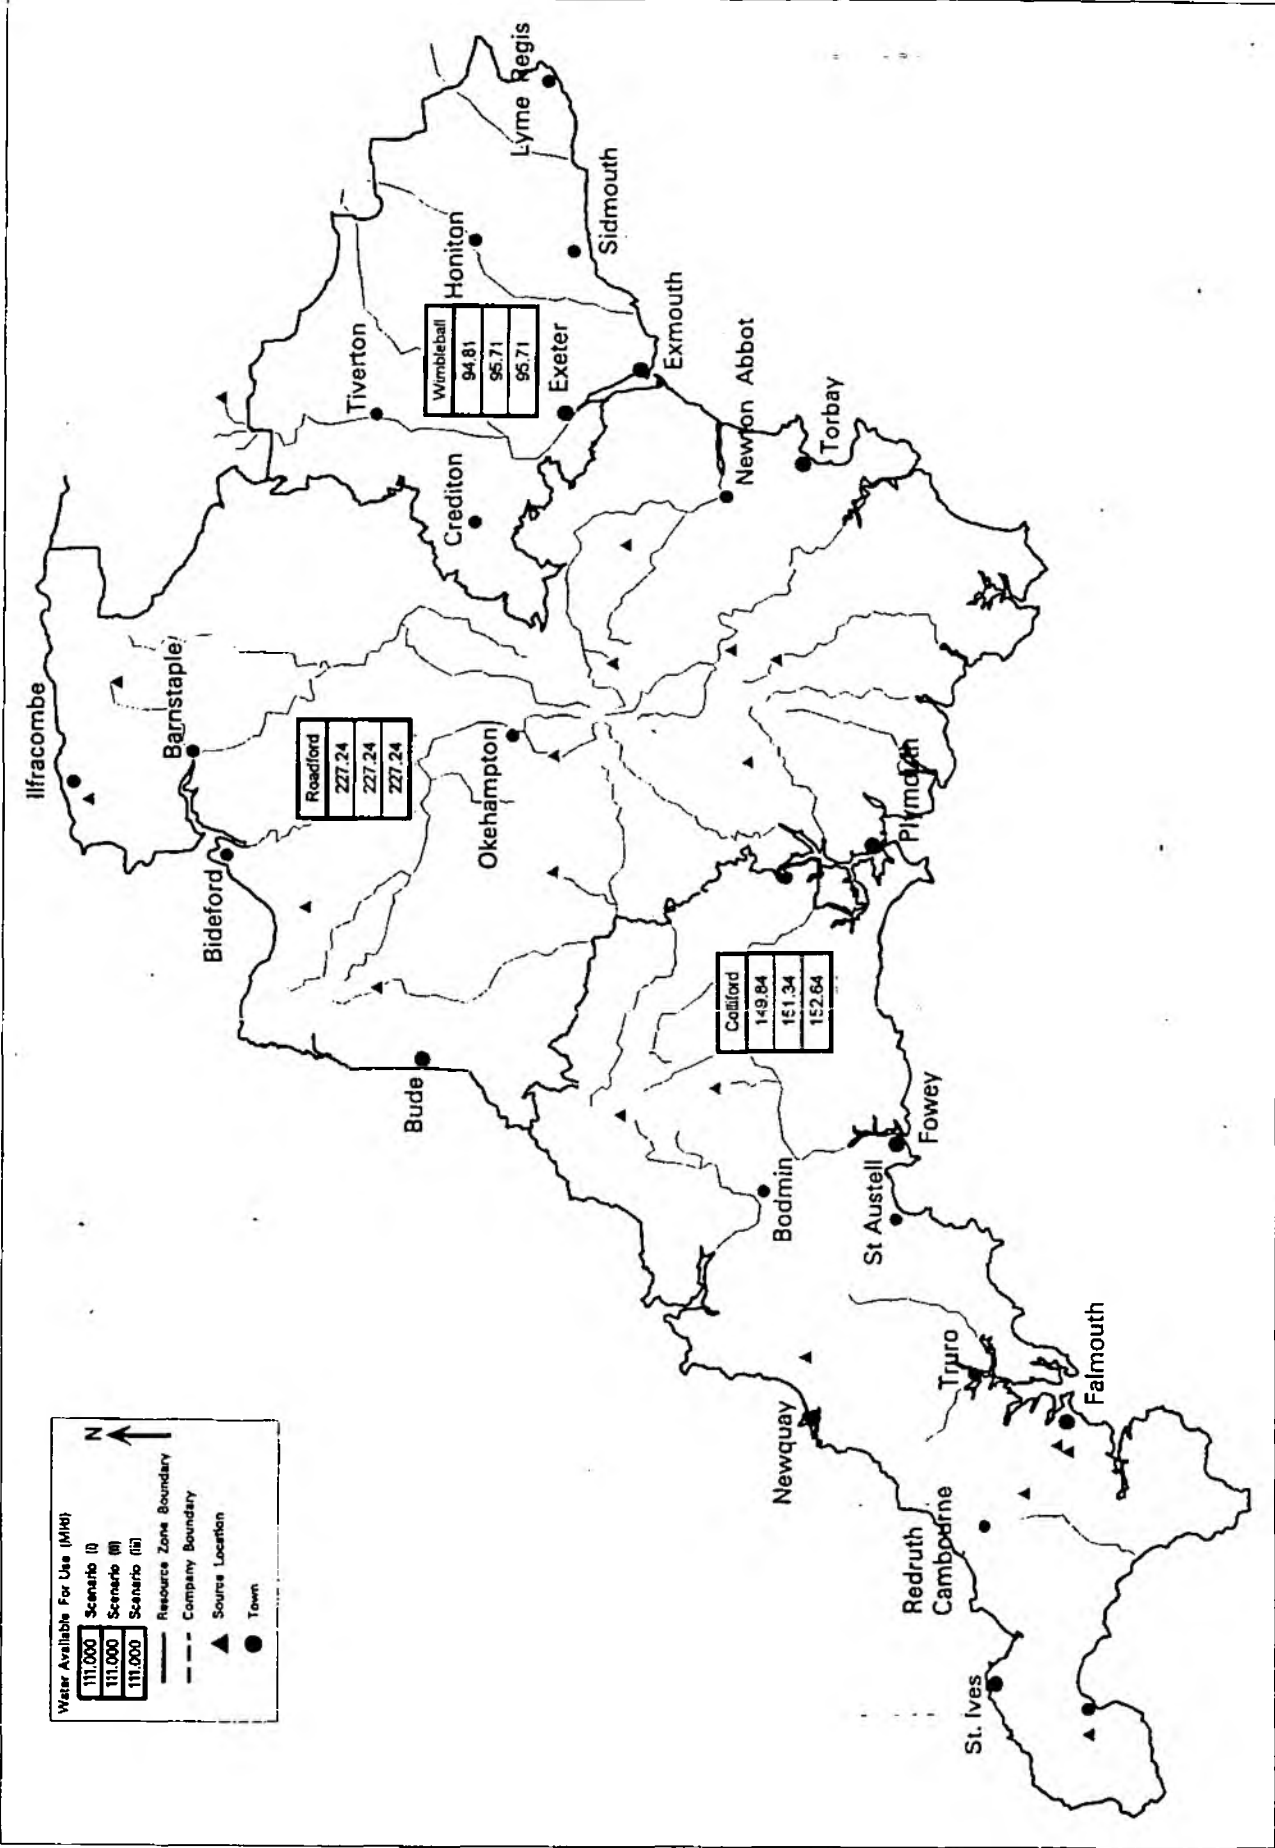 Water Available For Use (Ml/d)
111.000 Scenario (i)
111.000 Scenario (ii)
111.000 Scenario (iii)
Resource Zone Boundary
Company Boundary
Source Location
Town
N
Ilfracombe
Barnstaple
Bideford
Bude
Okehampton
Roadford
227.24
227.24
227.24
Tiverton
Crediton
Wimbleball
94.81
95.71
95.71
Honiton
Lyme Regis
Sidmouth
Exeter
Exmouth
Newton Abbot
Torbay
Plymouth
Colliford
149.84
151.34
152.64
Bodmin
Fowey
St Austell
Newquay
Truro
Falmouth
Redruth
Cambourne
St. Ives